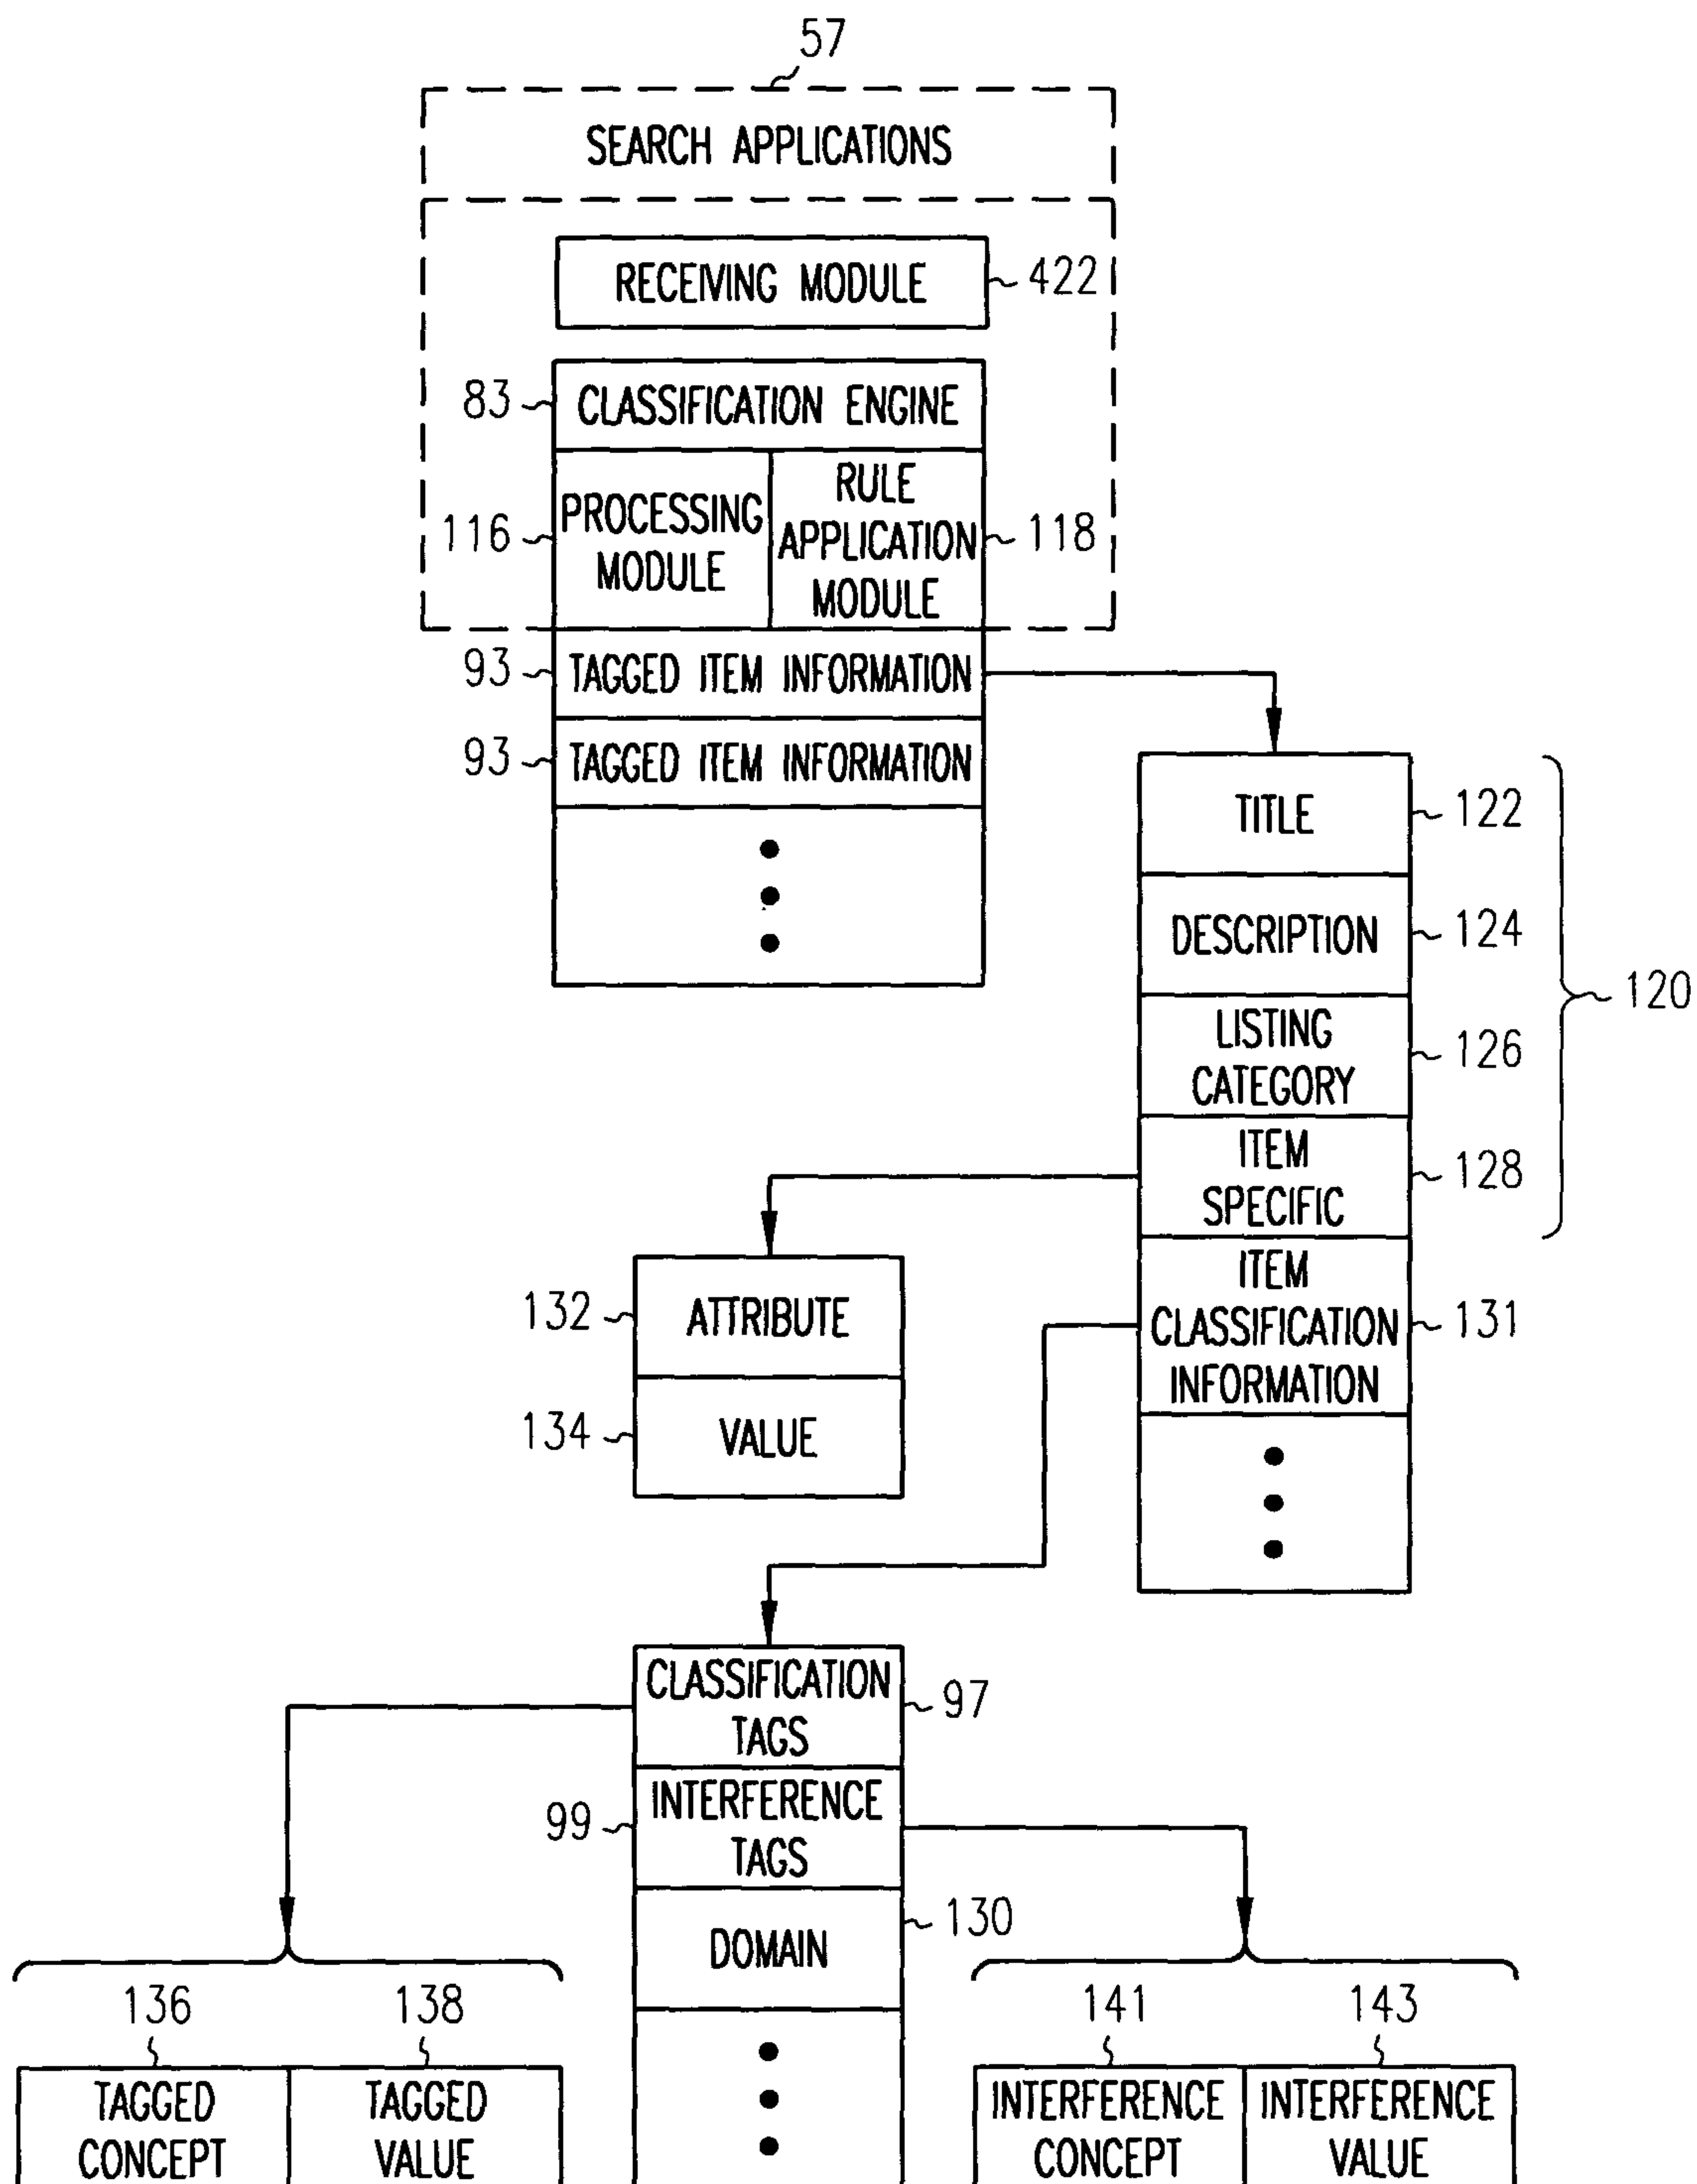 57
SEARCH APPLICATIONS
RECEIVING MODULE
422
83
CLASSIFICATION ENGINE
116
PROCESSING
MODULE
RULE
APPLICATION
MODULE
118
93
TAGGED ITEM INFORMATION
93
TAGGED ITEM INFORMATION
TITLE
122
DESCRIPTION
124
LISTING
CATEGORY
126
ITEM
SPECIFIC
128
120
ITEM
CLASSIFICATION
INFORMATION
131
132
ATTRIBUTE
134
VALUE
CLASSIFICATION
TAGS
97
99
INTERFERENCE
TAGS
DOMAIN
130
136
138
TAGGED
CONCEPT
TAGGED
VALUE
141
143
INTERFERENCE
CONCEPT
INTERFERENCE
VALUE